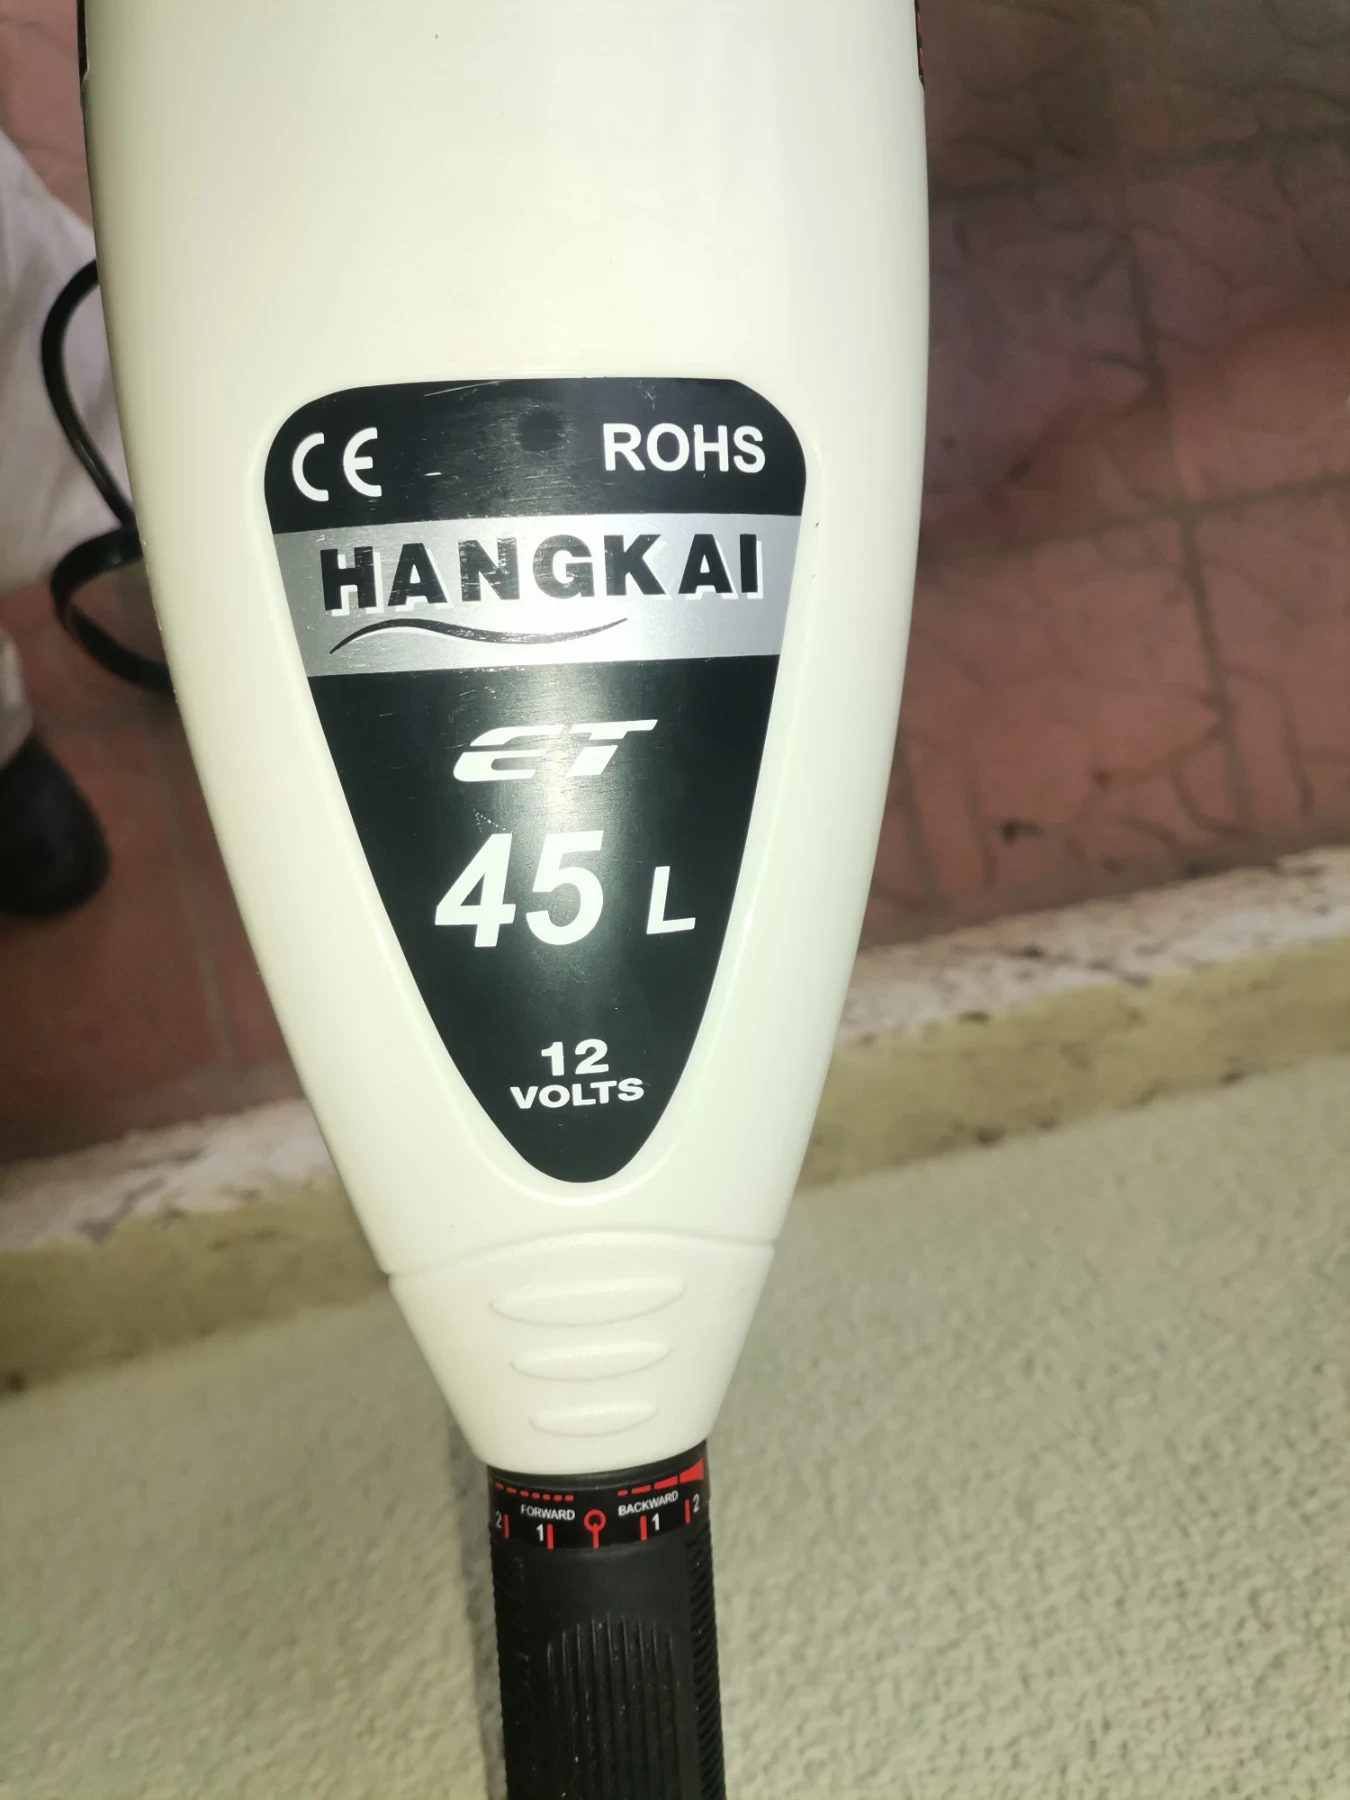 CE ROHS
HANGKAI
ET
45 L
12
VOLTS
FORWARD BACKWARD
2 1 1 2